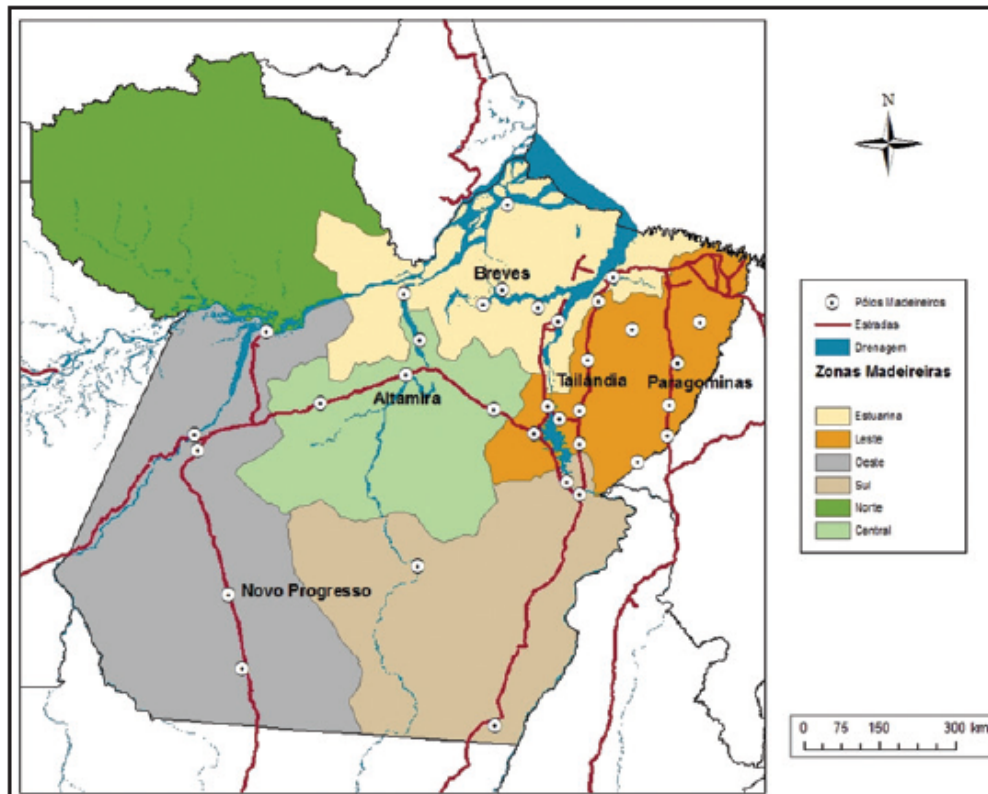 N
Breves
Tailândia
Paragominas
Altamira
Novo Progresso
Pólos Madeireiros
Estradas
Drenagem
Zonas Madeireiras
Estuarina
Leste
Oeste
Sul
Norte
Central
0 75 150 300 km